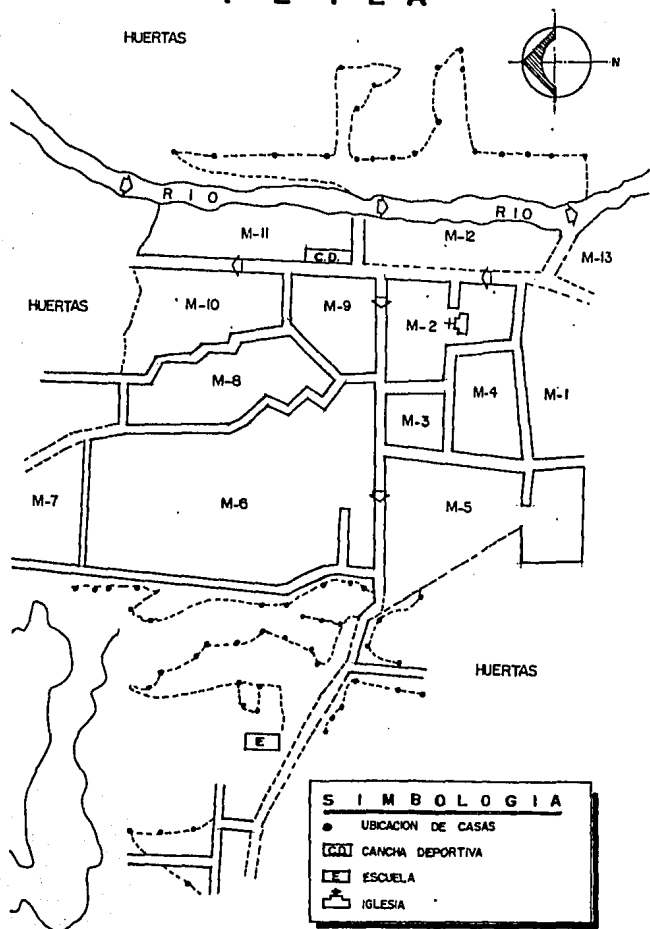 HUERTAS
N
RIO
RIO
M-11
M-12
C.D.
M-13
HUERTAS
M-10
M-9
M-2
M-8
M-4
M-1
M-3
M-7
M-6
M-5
HUERTAS
E
SIMBOLOGIA
UBICACION DE CASAS
C.D. CANCHA DEPORTIVA
E ESCUELA
IGLESIA